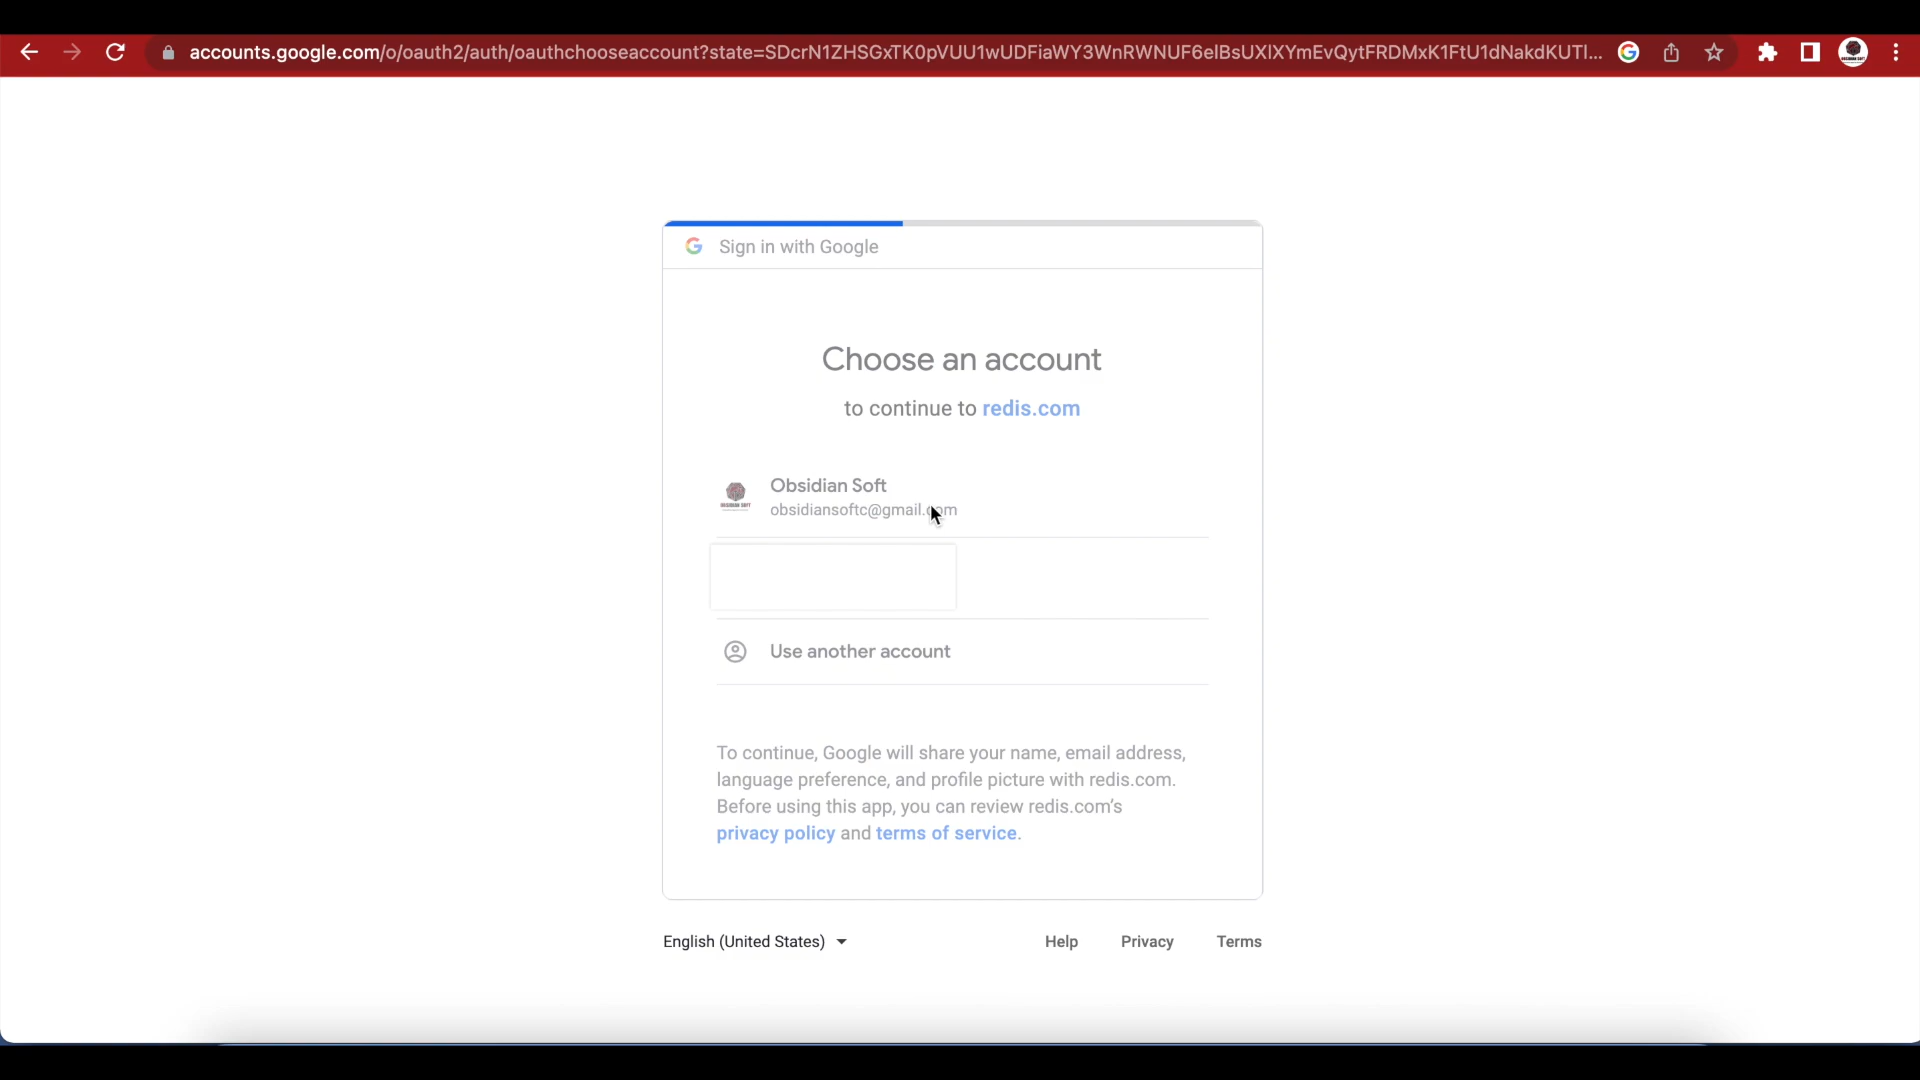 accounts.google.com/o/oauth2/auth/oauthchooseaccount?state=SDcrN1ZHSGxTK0pVUU1wUDFiaWY3WnRWNUF6elBsUXlXYmEvQytFRDMxK1FtU1dNakdKUTl...
Sign in with Google
Choose an account
to continue to redis.com
Obsidian Soft
obsidiansoftc@gmail.com
Use another account
To continue, Google will share your name, email address,
language preference, and profile picture with redis.com.
Before using this app, you can review redis.com’s
privacy policy and terms of service.
English (United States)
Help
Privacy
Terms